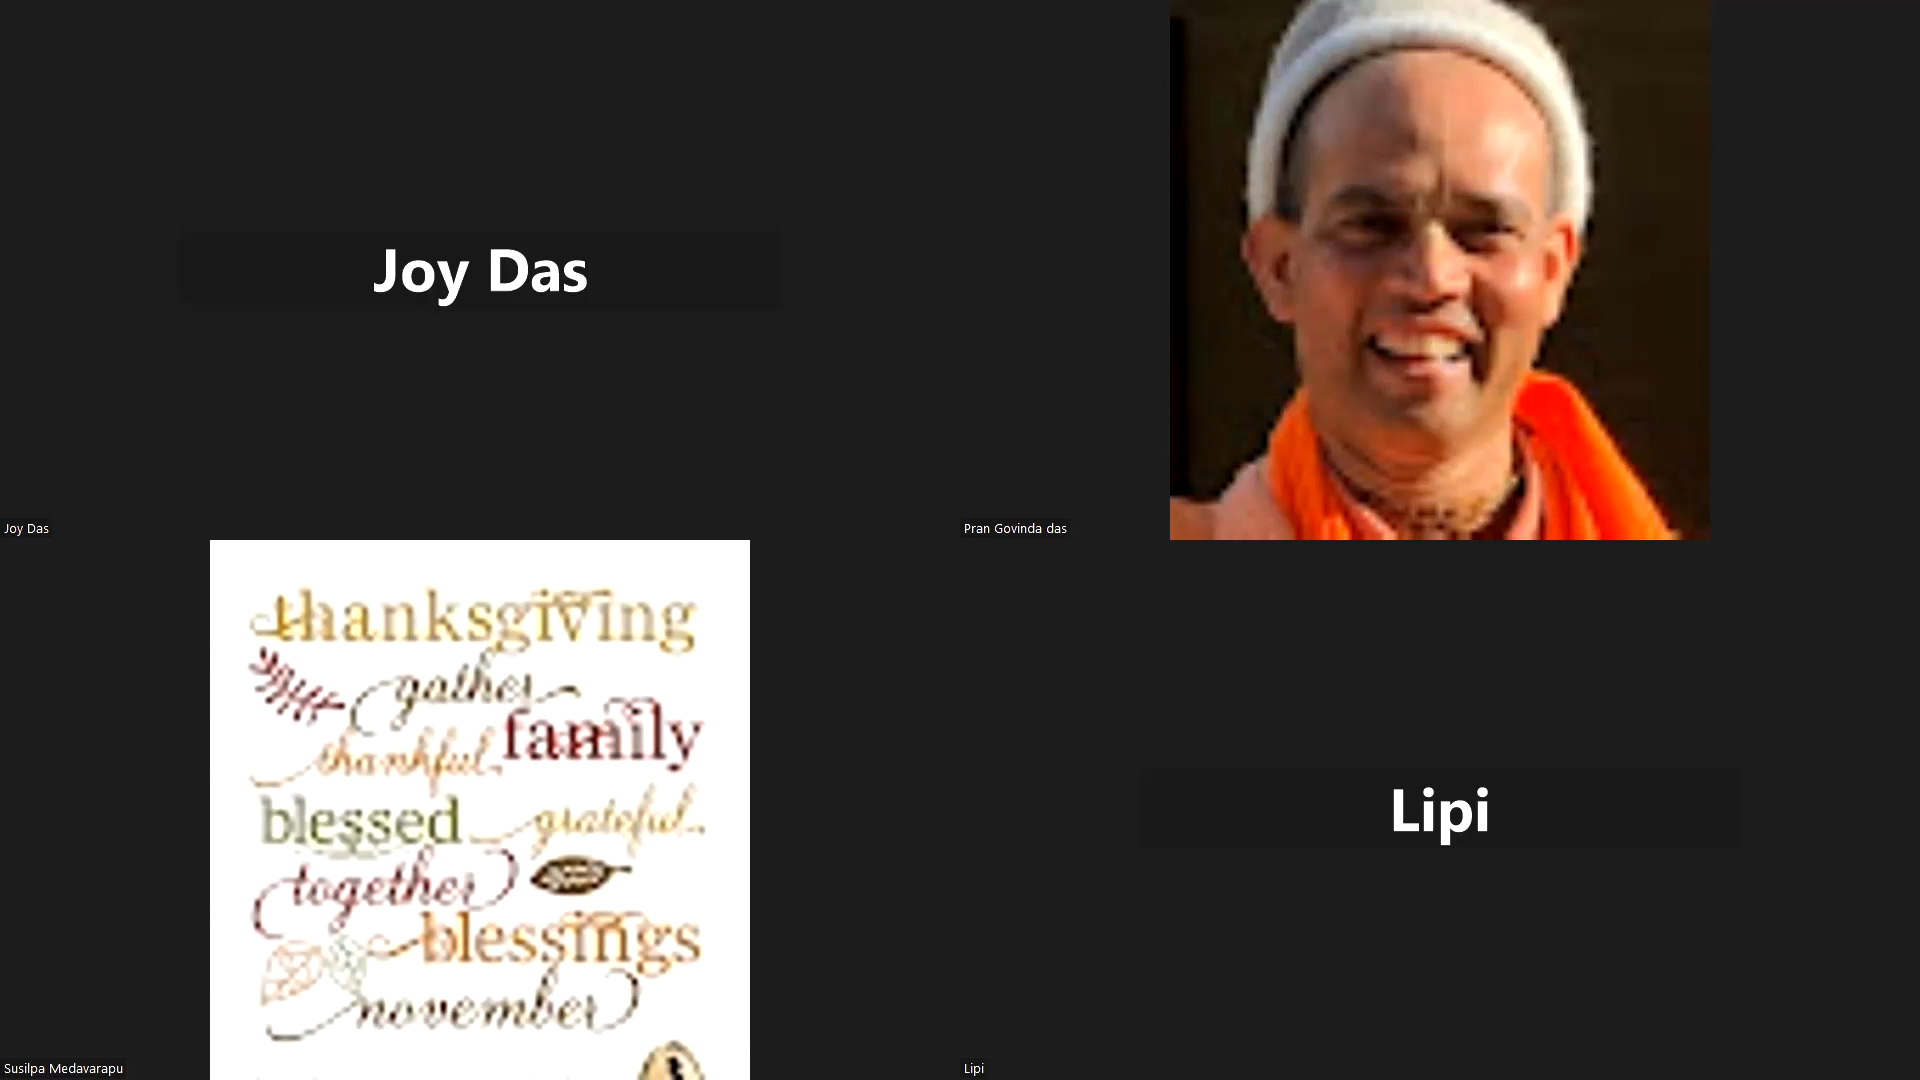 Joy Das
Joy Das
Pran Govinda das
thanksgiving
gather
family
thankful
blessed
grateful
together
blessings
november
Susilpa Medavarapu
Lipi
Lipi